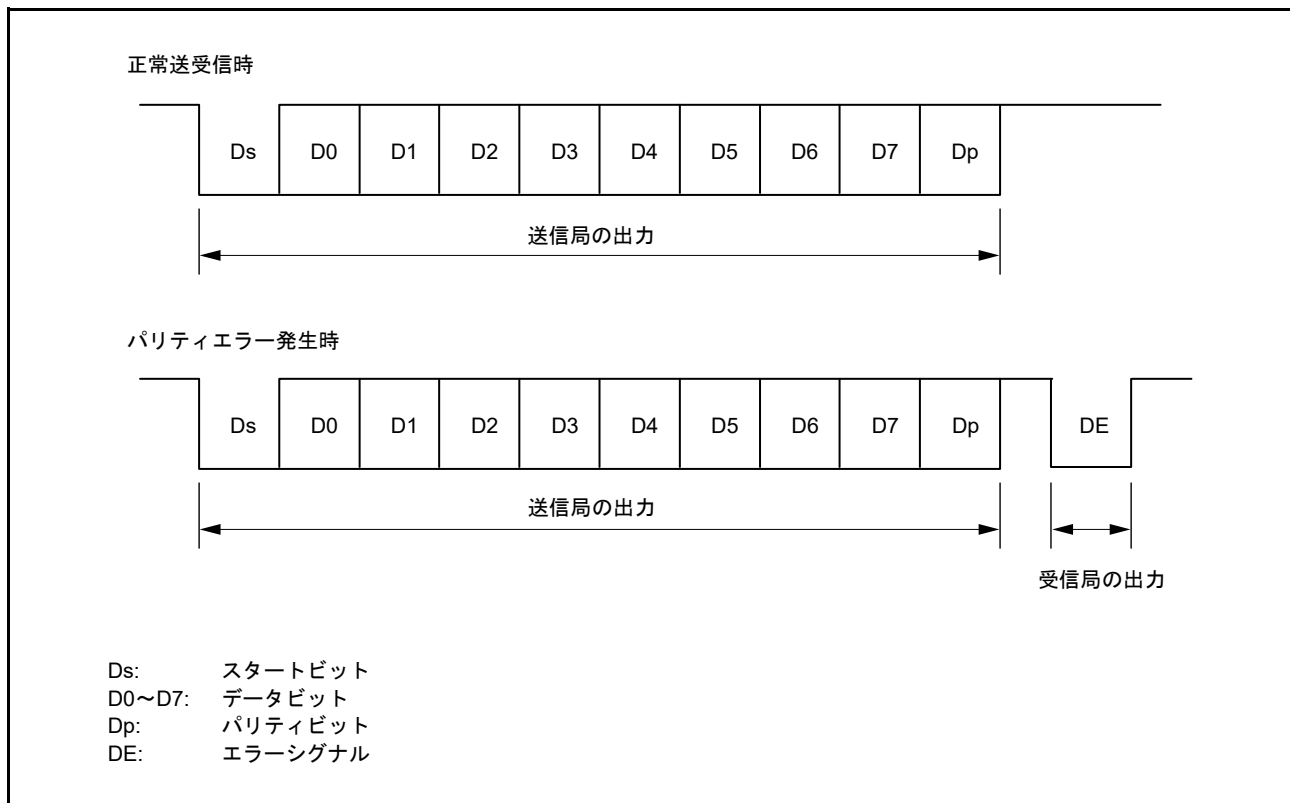 正常送受信時
Ds D0 D1 D2 D3 D4 D5 D6 D7 Dp
送信局の出力
パリティエラー発生時
Ds D0 D1 D2 D3 D4 D5 D6 D7 Dp DE
送信局の出力
受信局の出力
Ds: スタートビット
D0～D7: データビット
Dp: パリティビット
DE: エラーシグナル